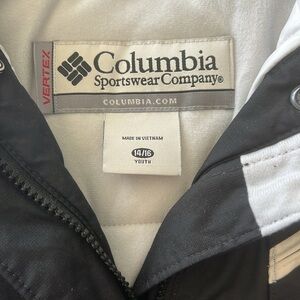 VERTEX
Columbia
Sportswear Company®
COLUMBIA.COM
MADE IN VIETNAM
14/16
YOUTH